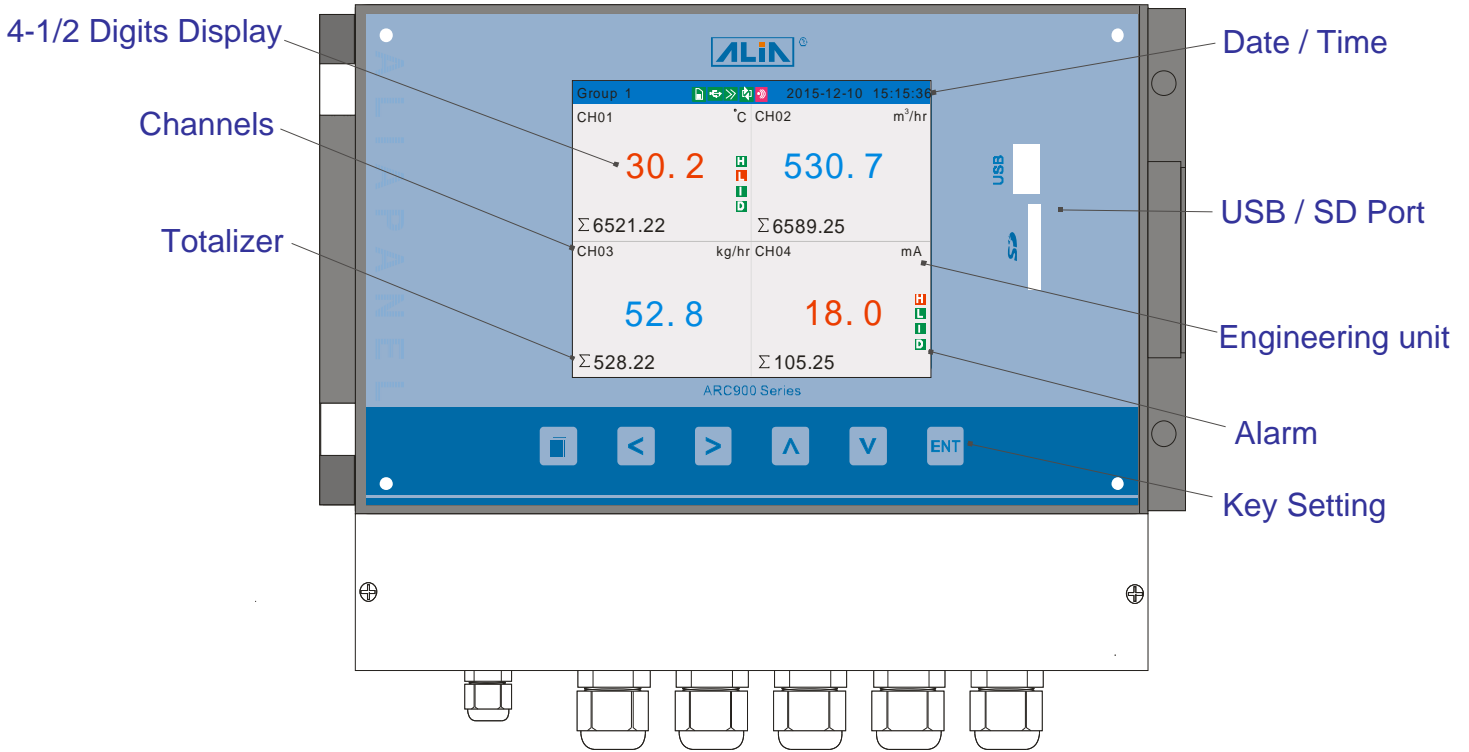 4-1/2 Digits Display
Channels
Totalizer
ALIA ®
ALIAPANEL
Group 1 2015-12-10 15:15:36
CH01 °C CH02 m³/hr
30.2 530.7
H
L
I
D
Σ6521.22 Σ6589.25
CH03 kg/hr CH04 mA
52.8 18.0
H
L
I
D
Σ528.22 Σ105.25
ARC900 Series
< > ∧ ∨ ENT
USB
SD
Date / Time
USB / SD Port
Engineering unit
Alarm
Key Setting